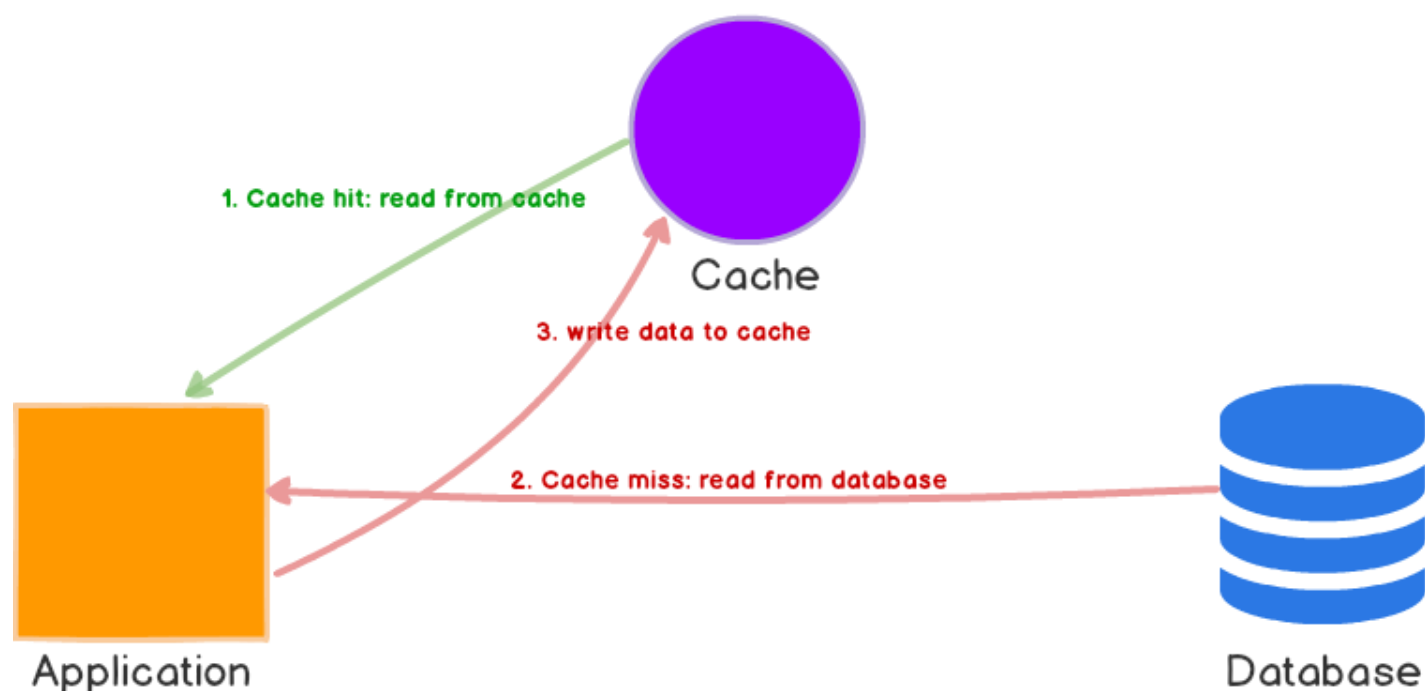 1. Cache hit: read from cache
Cache
3. write data to cache
2. Cache miss: read from database
Application
Database